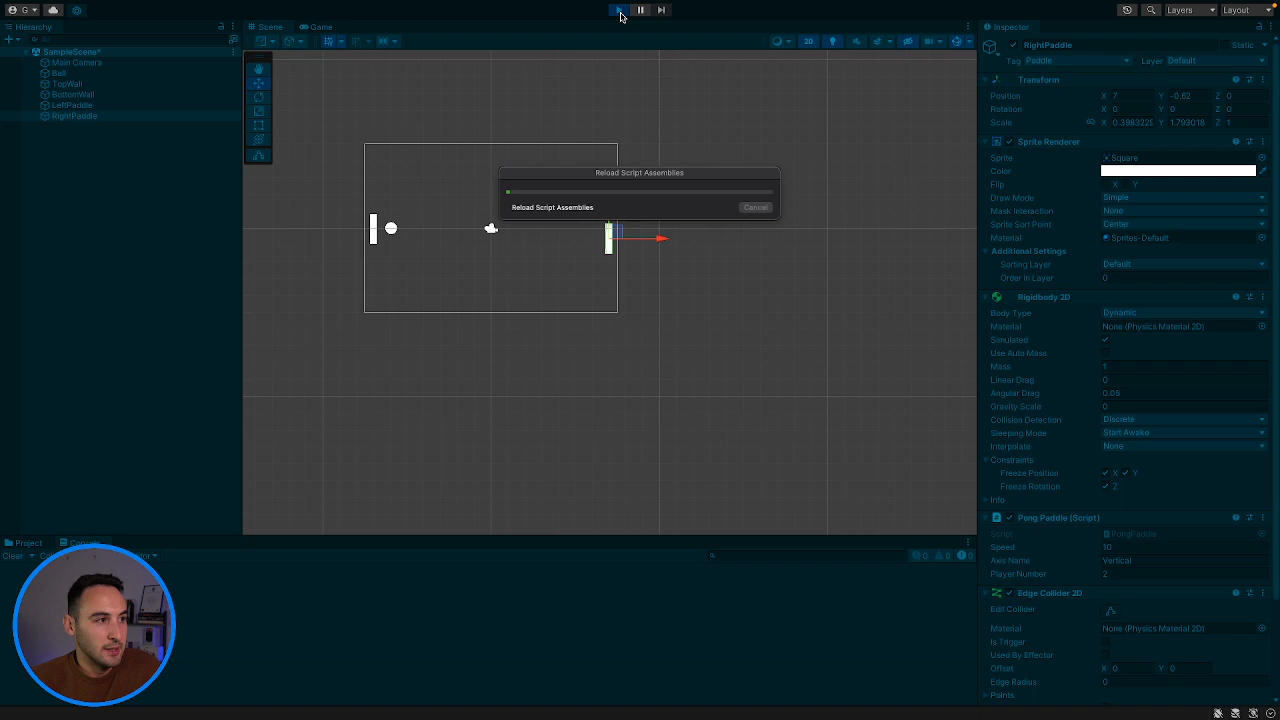 G
Layers
Layout
Hierarchy
Scene
Game
Inspector
2D
SampleScene*
Main Camera
Ball
TopWall
BottomWall
LeftPaddle
RightPaddle
RightPaddle
Static
Tag
Paddle
Layer
Default
Transform
Position
X
7
Y
-0.62
Z
0
Rotation
X
0
Y
0
Z
0
Scale
X
0.3983225
Y
1.793018
Z
1
Sprite Renderer
Sprite
Square
Color
Flip
X
Y
Draw Mode
Simple
Mask Interaction
None
Sprite Sort Point
Center
Material
Sprites-Default
Additional Settings
Sorting Layer
Default
Order in Layer
0
Rigidbody 2D
Body Type
Dynamic
Material
None (Physics Material 2D)
Simulated
Use Auto Mass
Mass
1
Linear Drag
0
Angular Drag
0.05
Gravity Scale
0
Collision Detection
Discrete
Sleeping Mode
Start Awake
Interpolate
None
Constraints
Freeze Position
X
Y
Freeze Rotation
Z
Info
Pong Paddle (Script)
Script
PongPaddle
Speed
10
Axis Name
Vertical
Player Number
2
Edge Collider 2D
Edit Collider
Material
None (Physics Material 2D)
Is Trigger
Used By Effector
Offset
X
0
Y
0
Edge Radius
0
Points
Reload Script Assemblies
Reload Script Assemblies
Cancel
Project
Clear
0
0
0